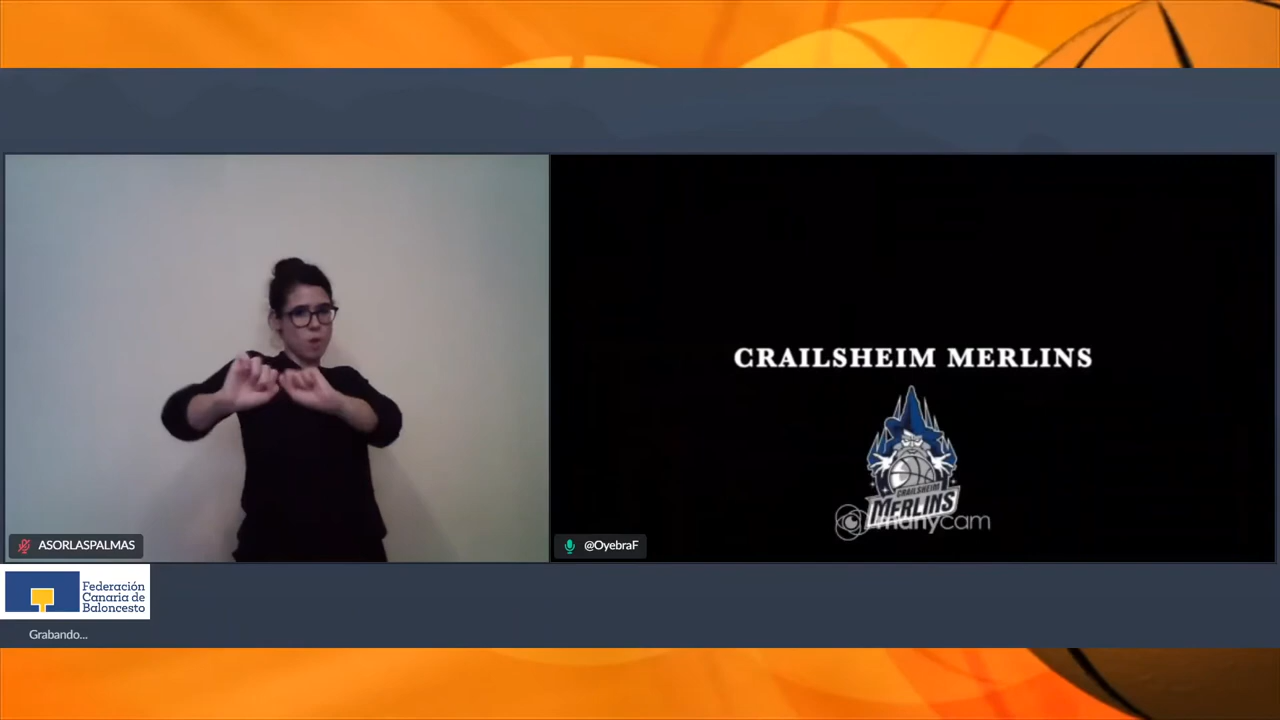 CRAILSHEIM MERLINS
CRAILSHEIM
MERLINS
manycam
ASORLASPALMAS
@OyebraF
Federación
Canaria de
Baloncesto
Grabando...